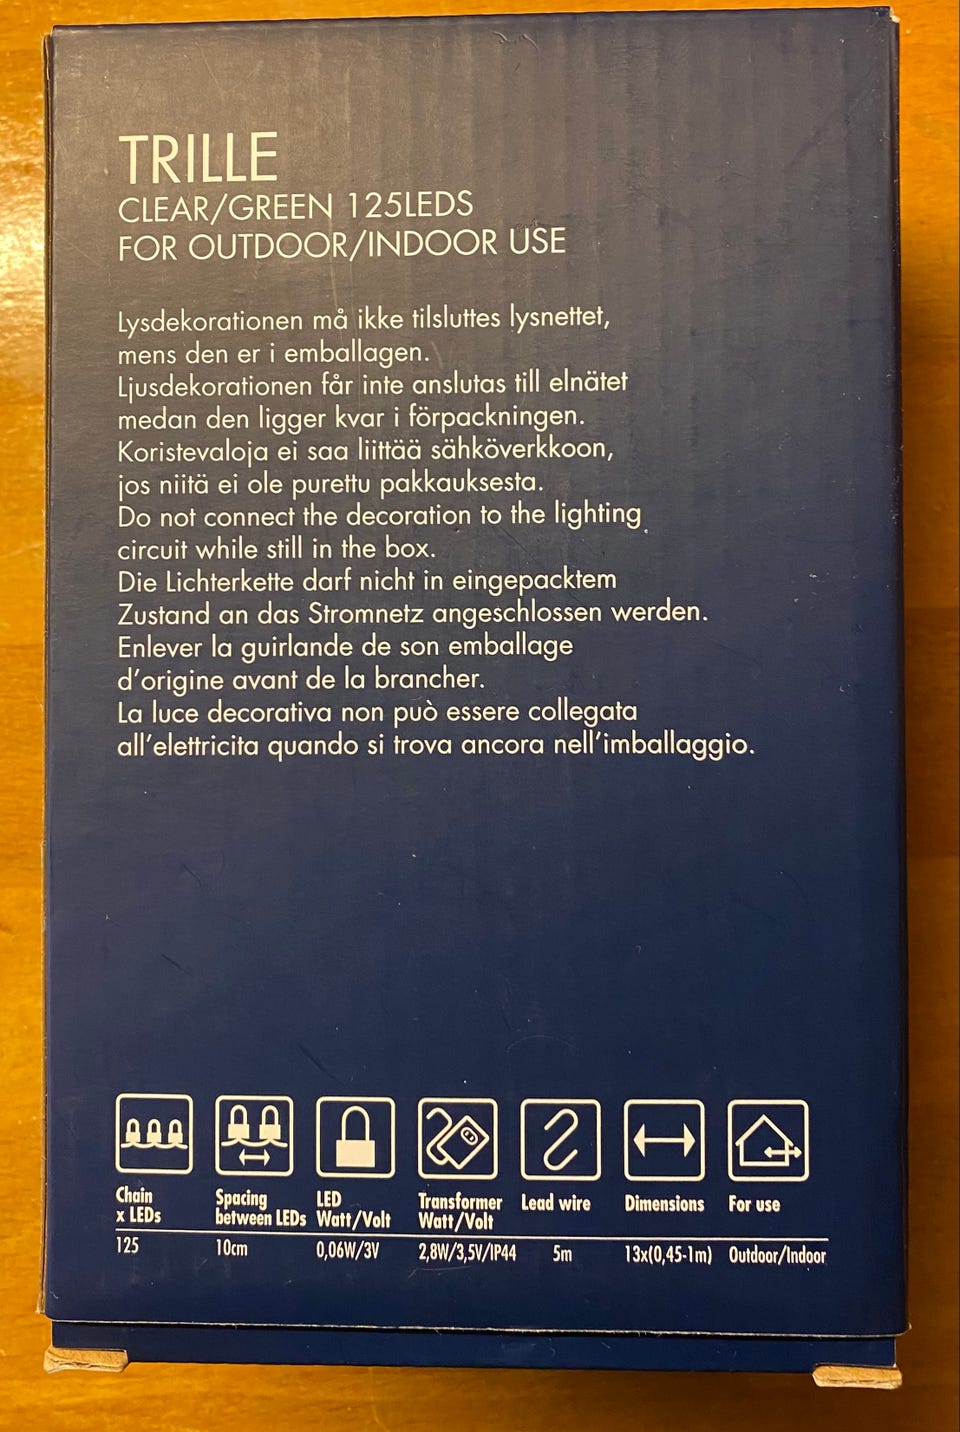 TRILLE
CLEAR/GREEN 125LEDS
FOR OUTDOOR/INDOOR USE
Lysdekorationen må ikke tilsluttes lysnettet,
mens den er i emballagen.
Ljusdekorationen får inte anslutas till elnätet
medan den ligger kvar i förpackningen.
Koristevaloja ei saa liittää sähköverkkoon,
jos niitä ei ole purettu pakkauksesta.
Do not connect the decoration to the lighting
circuit while still in the box.
Die Lichterkette darf nicht in eingepacktem
Zustand an das Stromnetz angeschlossen werden.
Enlever la guirlande de son emballage
d'origine avant de la brancher.
La luce decorativa non può essere collegata
all'elettricita quando si trova ancora nell'imballaggio.
Chain x LEDs
Spacing between LEDs
LED Watt/Volt
Transformer Watt/Volt
Lead wire
Dimensions
For use
125 10cm 0,06W/3V 2,8W/3,5V/IP44 5m 13x(0,45-1m) Outdoor/Indoor